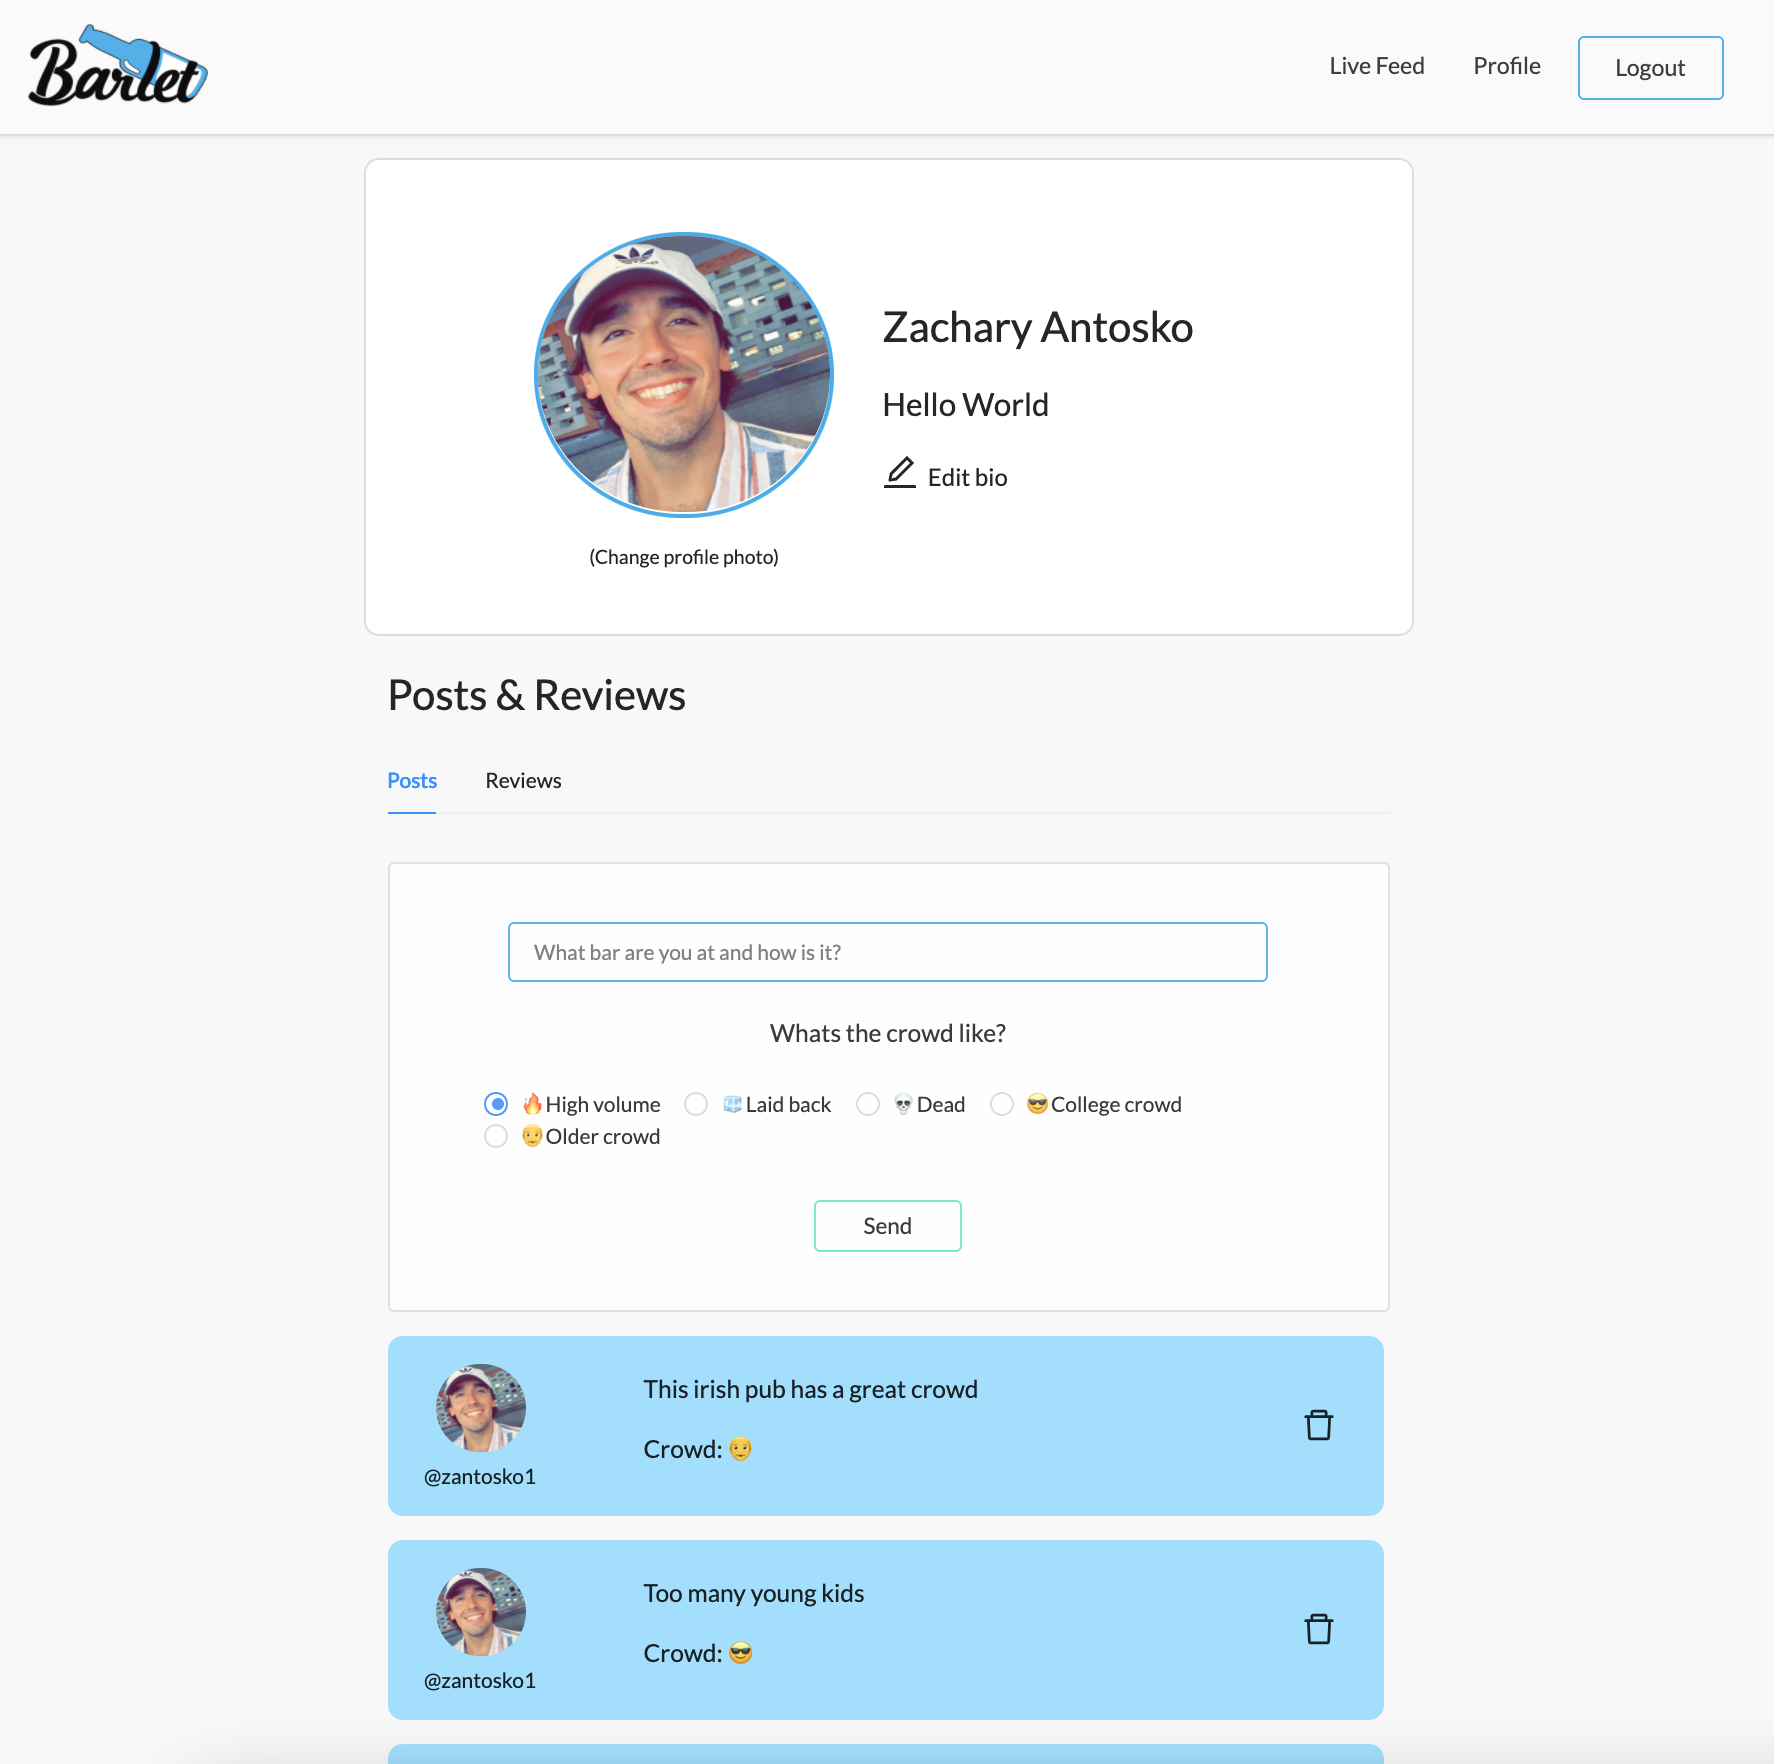 Barlet
Live Feed
Profile
Logout
Zachary Antosko
Hello World
Edit bio
(Change profile photo)
Posts & Reviews
Posts
Reviews
What bar are you at and how is it?
Whats the crowd like?
🔥High volume
🧊Laid back
💀Dead
😎College crowd
👴Older crowd
Send
This irish pub has a great crowd
Crowd: 👴
@zantosko1
Too many young kids
Crowd: 😎
@zantosko1